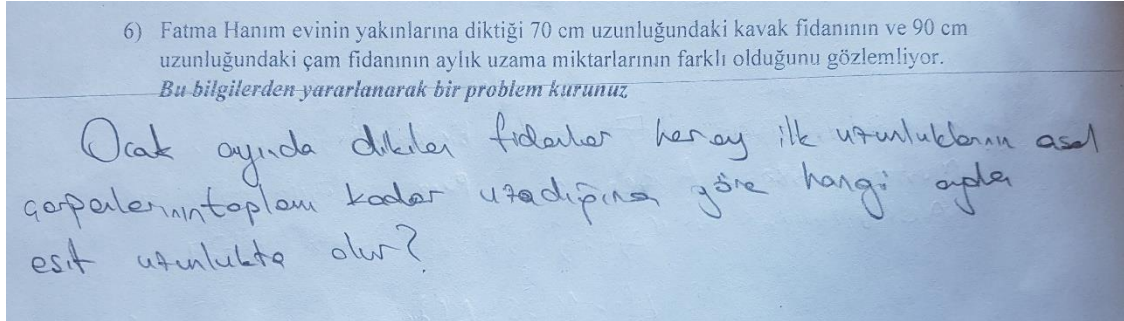 6) Fatma Hanım evinin yakınlarına diktiği 70 cm uzunluğundaki kavak fidanının ve 90 cm
uzunluğundaki çam fidanının aylık uzama miktarlarının farklı olduğunu gözlemliyor.
Bu bilgilerden yararlanarak bir problem kurunuz
Ocak ayında dikilen fidanlar her ay ilk uzunluklarının asal
çarpanlarının toplamı kadar uzadığına göre hangi ayda
eşit uzunlukta olur?